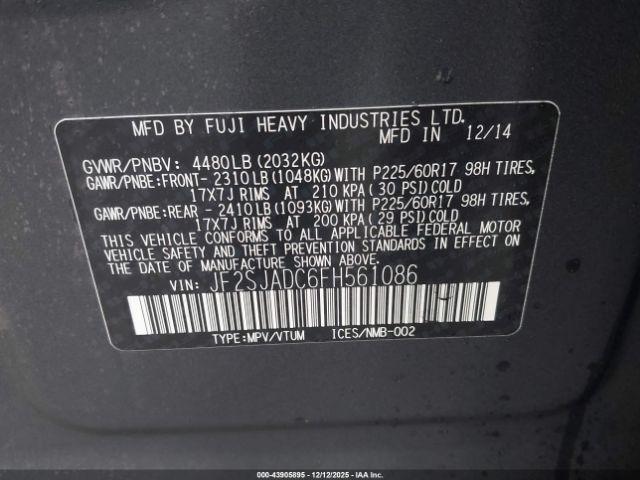 MFD BY FUJI HEAVY INDUSTRIES LTD.
MFD IN 12/14
GVWR/PNBV: 4480LB (2032KG)
GAWR/PNBE:FRONT- 2310LB (1048KG) WITH P225/60R17 98H TIRES,
17X7J RIMS AT 210 KPA ( 30 PSI) COLD
GAWR/PNBE:REAR - 2410LB (1093KG) WITH P225/60R17 98H TIRES,
17X7J RIMS AT 200 KPA ( 29 PSI) COLD
THIS VEHICLE CONFORMS TO ALL APPLICABLE FEDERAL MOTOR
VEHICLE SAFETY AND THEFT PREVENTION STANDARDS
IN EFFECT ON THE DATE OF MANUFACTURE SHOWN ABOVE.
VIN: JF2SJADC6FH561086
TYPE:MPV/VTUM ICES/NMB-002
000-43905895 - 12/12/2025 - IAAI.COM